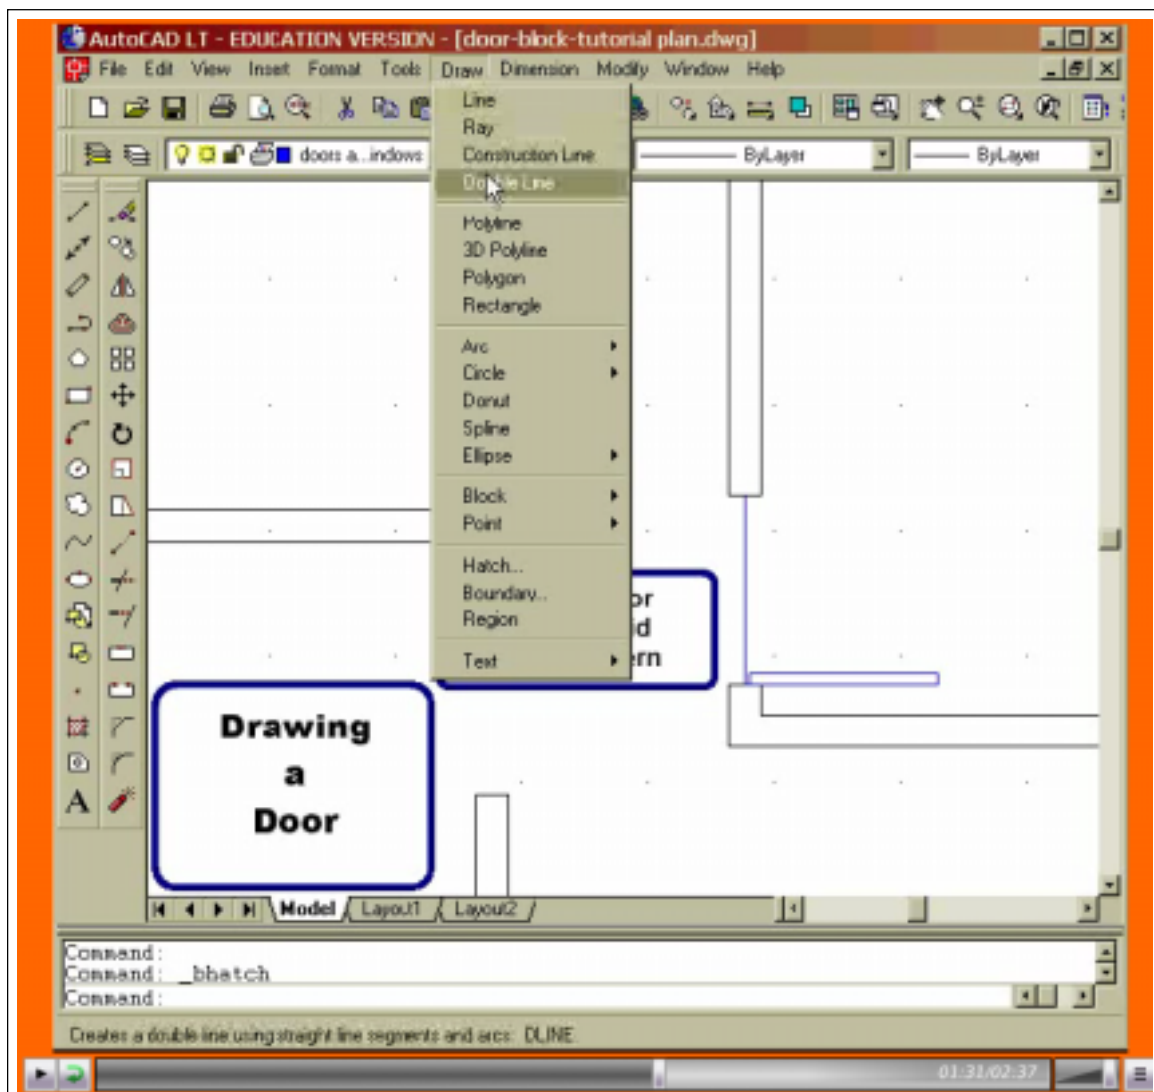 AutoCAD LT - EDUCATION VERSION - [door-block-tutorial plan.dwg]
File Edit View Insert Format Tools Draw Dimension Modify Window Help
doors a...indows
ByLayer
ByLayer
Line
Ray
Construction Line
Double Line
Polyline
3D Polyline
Polygon
Rectangle
Arc
Circle
Donut
Spline
Ellipse
Block
Point
Hatch...
Boundary...
Region
Text
or
id
ern
Drawing
a
Door
A
Model Layout1 Layout2
Command:
Command: _bhatch
Command:
Creates a double line using straight line segments and arcs: DLINE
01:31/02:37